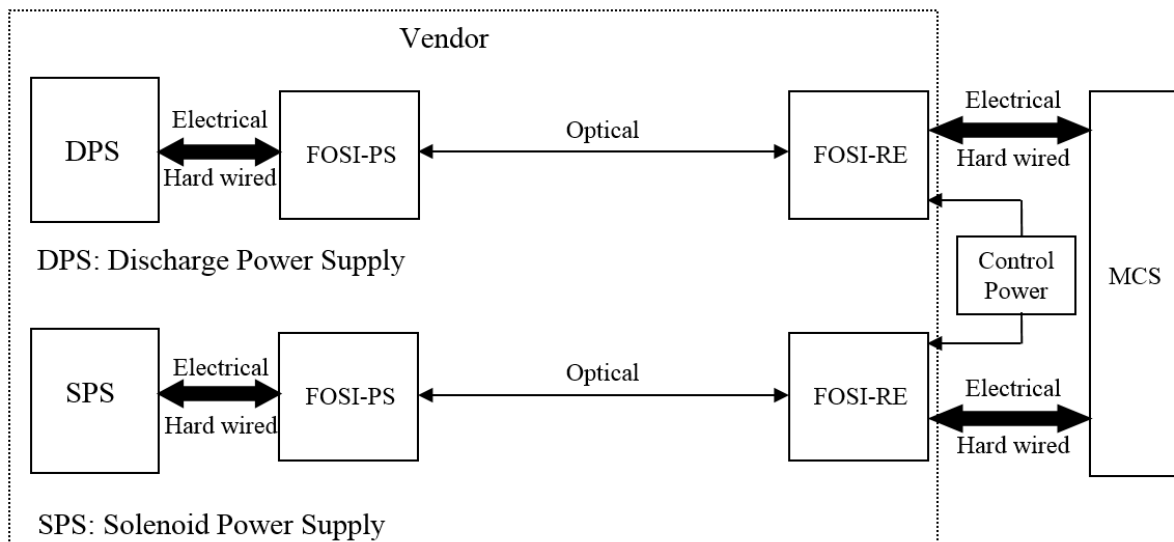 Vendor
DPS
Electrical
Hard wired
FOSI-PS
Optical
FOSI-RE
Electrical
Hard wired
DPS: Discharge Power Supply
Control
Power
MCS
SPS
Electrical
Hard wired
FOSI-PS
Optical
FOSI-RE
Electrical
Hard wired
SPS: Solenoid Power Supply